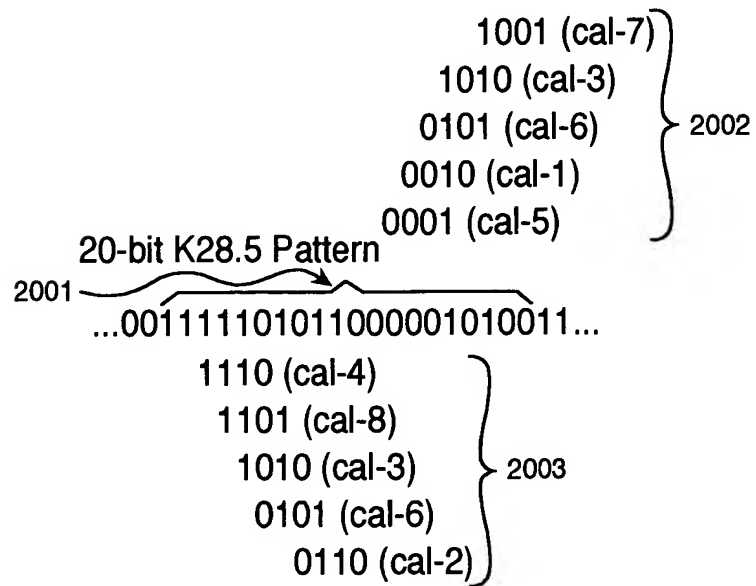 1001 (cal-7)
1010 (cal-3)
0101 (cal-6)
0010 (cal-1)
0001 (cal-5)
2002
20-bit K28.5 Pattern
2001
...001111101011000001010011...
1110 (cal-4)
1101 (cal-8)
1010 (cal-3)
0101 (cal-6)
0110 (cal-2)
2003